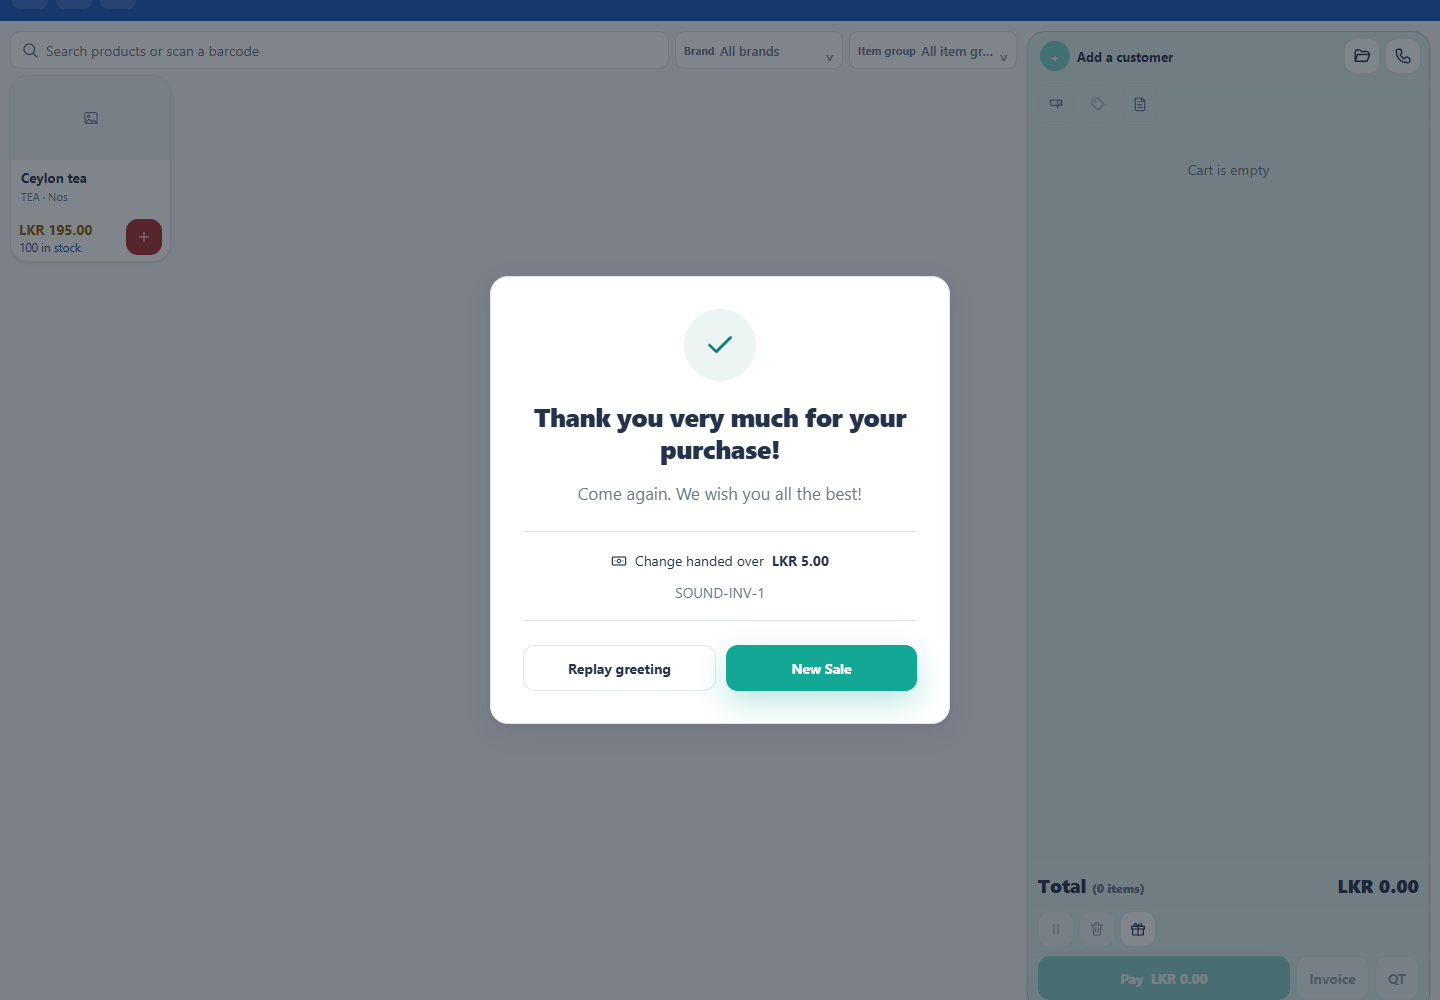 Search products or scan a barcode
Brand All brands
Item group All item gr...
Add a customer
Ceylon tea
TEA · Nos
LKR 195.00
100 in stock
Cart is empty
Thank you very much for your
purchase!
Come again. We wish you all the best!
Change handed over LKR 5.00
SOUND-INV-1
Replay greeting
New Sale
Total (0 items) LKR 0.00
Pay LKR 0.00
Invoice
QT